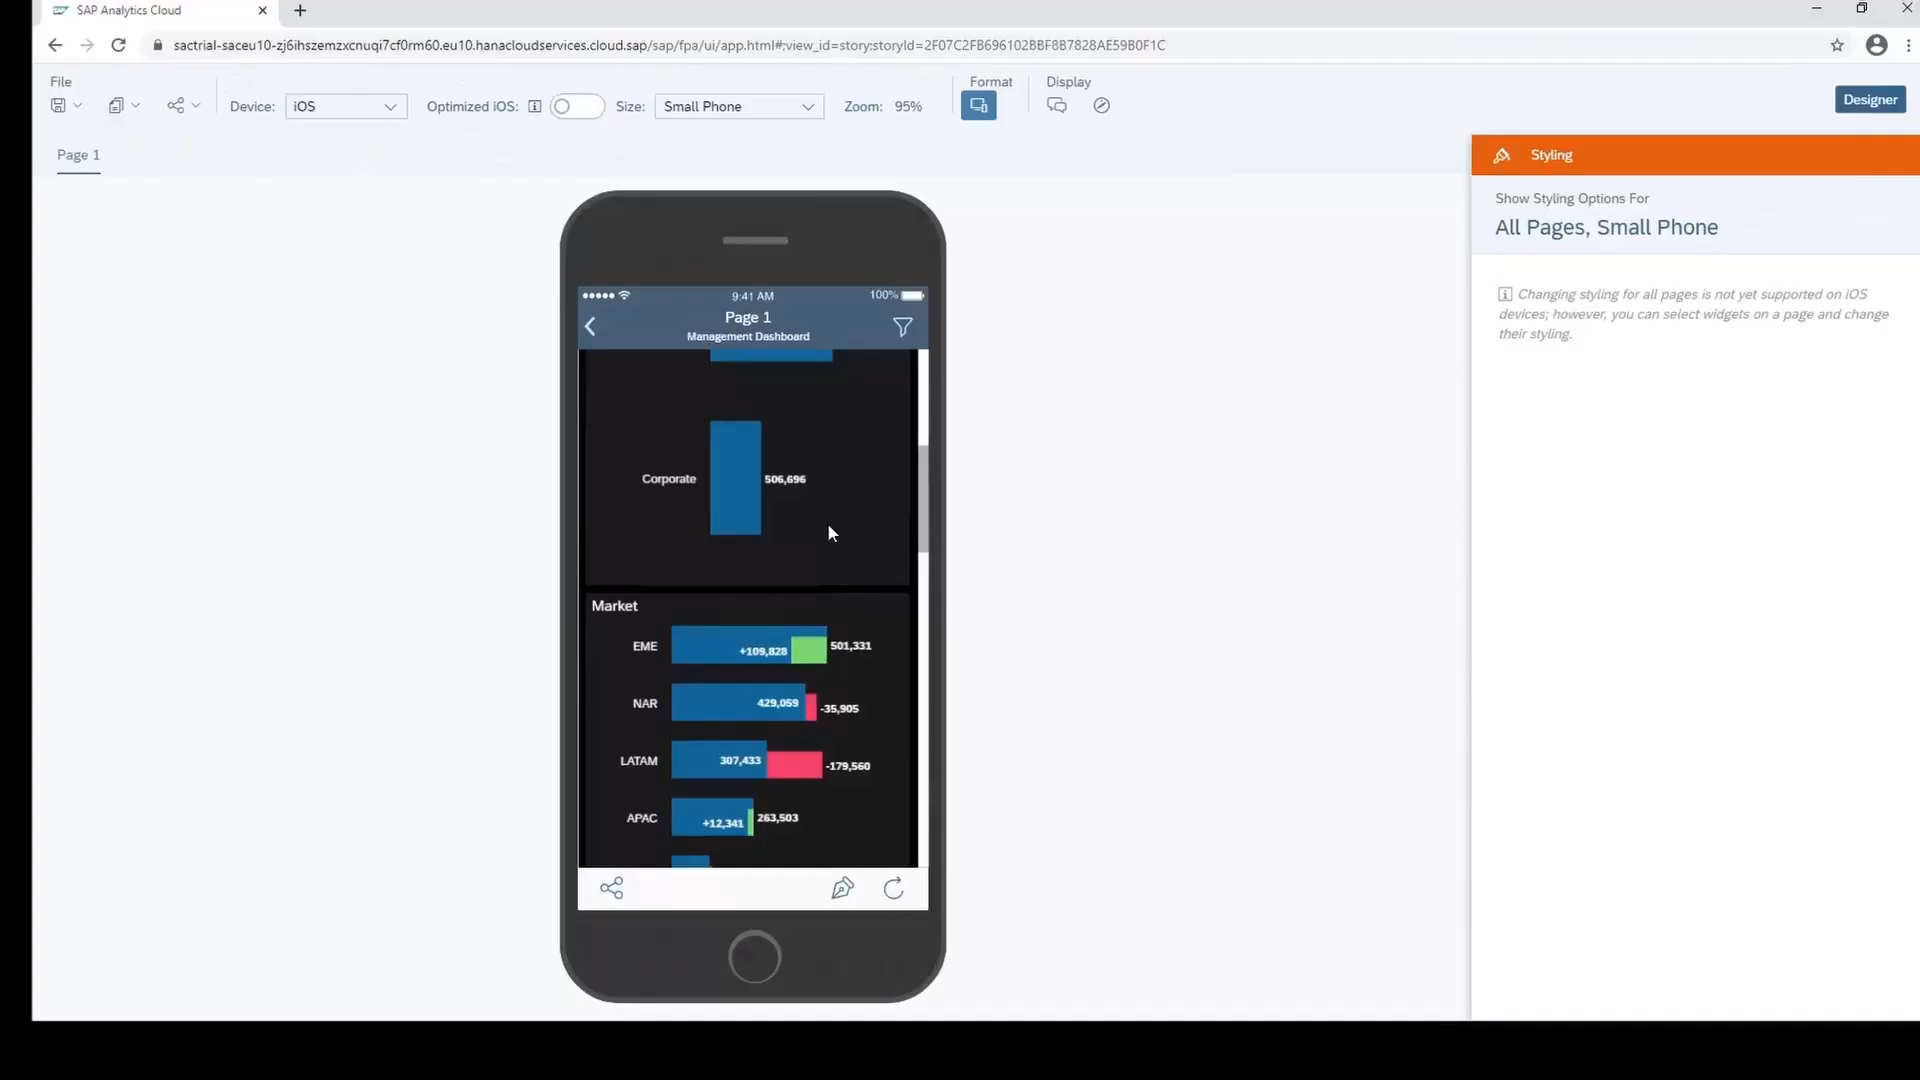 SAP Analytics Cloud
sactrial-saceu10-zj6ihszemzxcnuqi7cf0rm60.eu10.hanacloudservices.cloud.sap/sap/fpa/ui/app.html#;view_id=story;storyId=2F07C2FB696102BBF8B7828AE59B0F1C
File
Format
Display
Device:
iOS
Optimized iOS:
Size:
Small Phone
Zoom:
95%
Designer
Page 1
Styling
Show Styling Options For
All Pages, Small Phone
Changing styling for all pages is not yet supported on iOS
devices; however, you can select widgets on a page and change
their styling.
9:41 AM
100%
Page 1
Management Dashboard
Corporate
506,696
Market
EME
+109,828
501,331
NAR
429,059
-35,905
LATAM
307,433
-179,560
APAC
+12,341
263,503